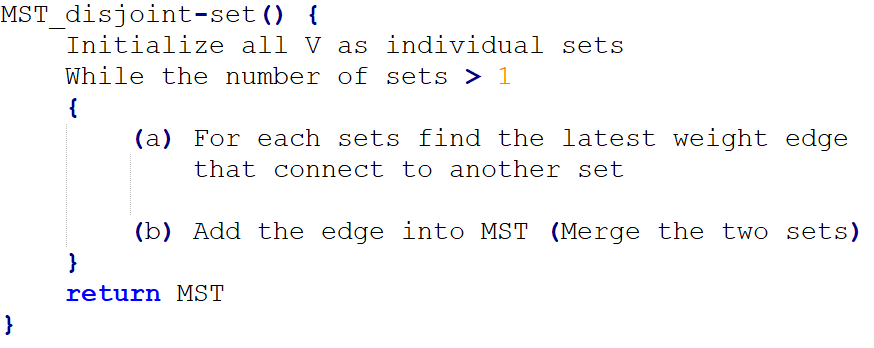 MST_disjoint-set() {
    Initialize all V as individual sets
    While the number of sets > 1
    {
        (a) For each sets find the latest weight edge
            that connect to another set
        (b) Add the edge into MST (Merge the two sets)
    }
    return MST
}